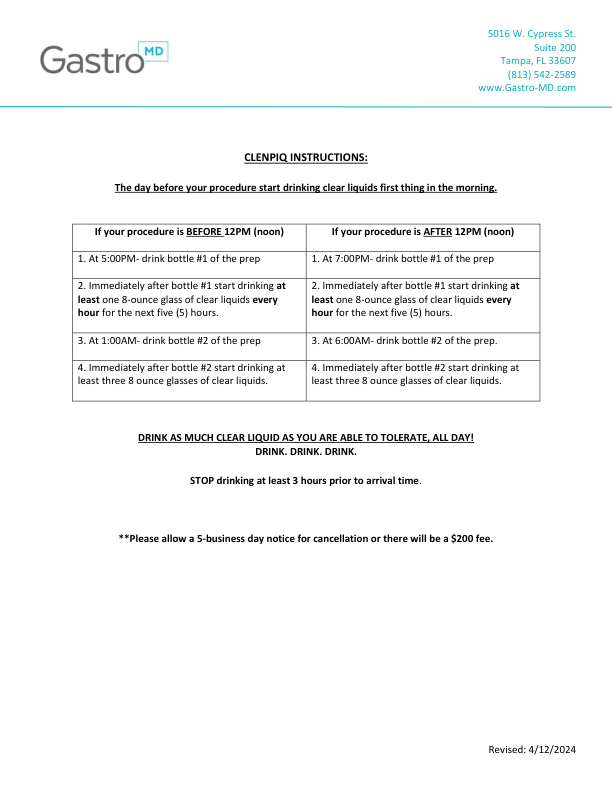 Gastro MD
5016 W. Cypress St.
Suite 200
Tampa, FL 33607
(813) 542-2589
www.Gastro-MD.com
CLENPIQ INSTRUCTIONS:
The day before your procedure start drinking clear liquids first thing in the morning.
If your procedure is BEFORE 12PM (noon)
If your procedure is AFTER 12PM (noon)
1. At 5:00PM- drink bottle #1 of the prep
1. At 7:00PM- drink bottle #1 of the prep
2. Immediately after bottle #1 start drinking at
least one 8-ounce glass of clear liquids every
hour for the next five (5) hours.
2. Immediately after bottle #1 start drinking at
least one 8-ounce glass of clear liquids every
hour for the next five (5) hours.
3. At 1:00AM- drink bottle #2 of the prep
3. At 6:00AM- drink bottle #2 of the prep.
4. Immediately after bottle #2 start drinking at
least three 8 ounce glasses of clear liquids.
4. Immediately after bottle #2 start drinking at
least three 8 ounce glasses of clear liquids.
DRINK AS MUCH CLEAR LIQUID AS YOU ARE ABLE TO TOLERATE, ALL DAY!
DRINK. DRINK. DRINK.
STOP drinking at least 3 hours prior to arrival time.
**Please allow a 5-business day notice for cancellation or there will be a $200 fee.
Revised: 4/12/2024